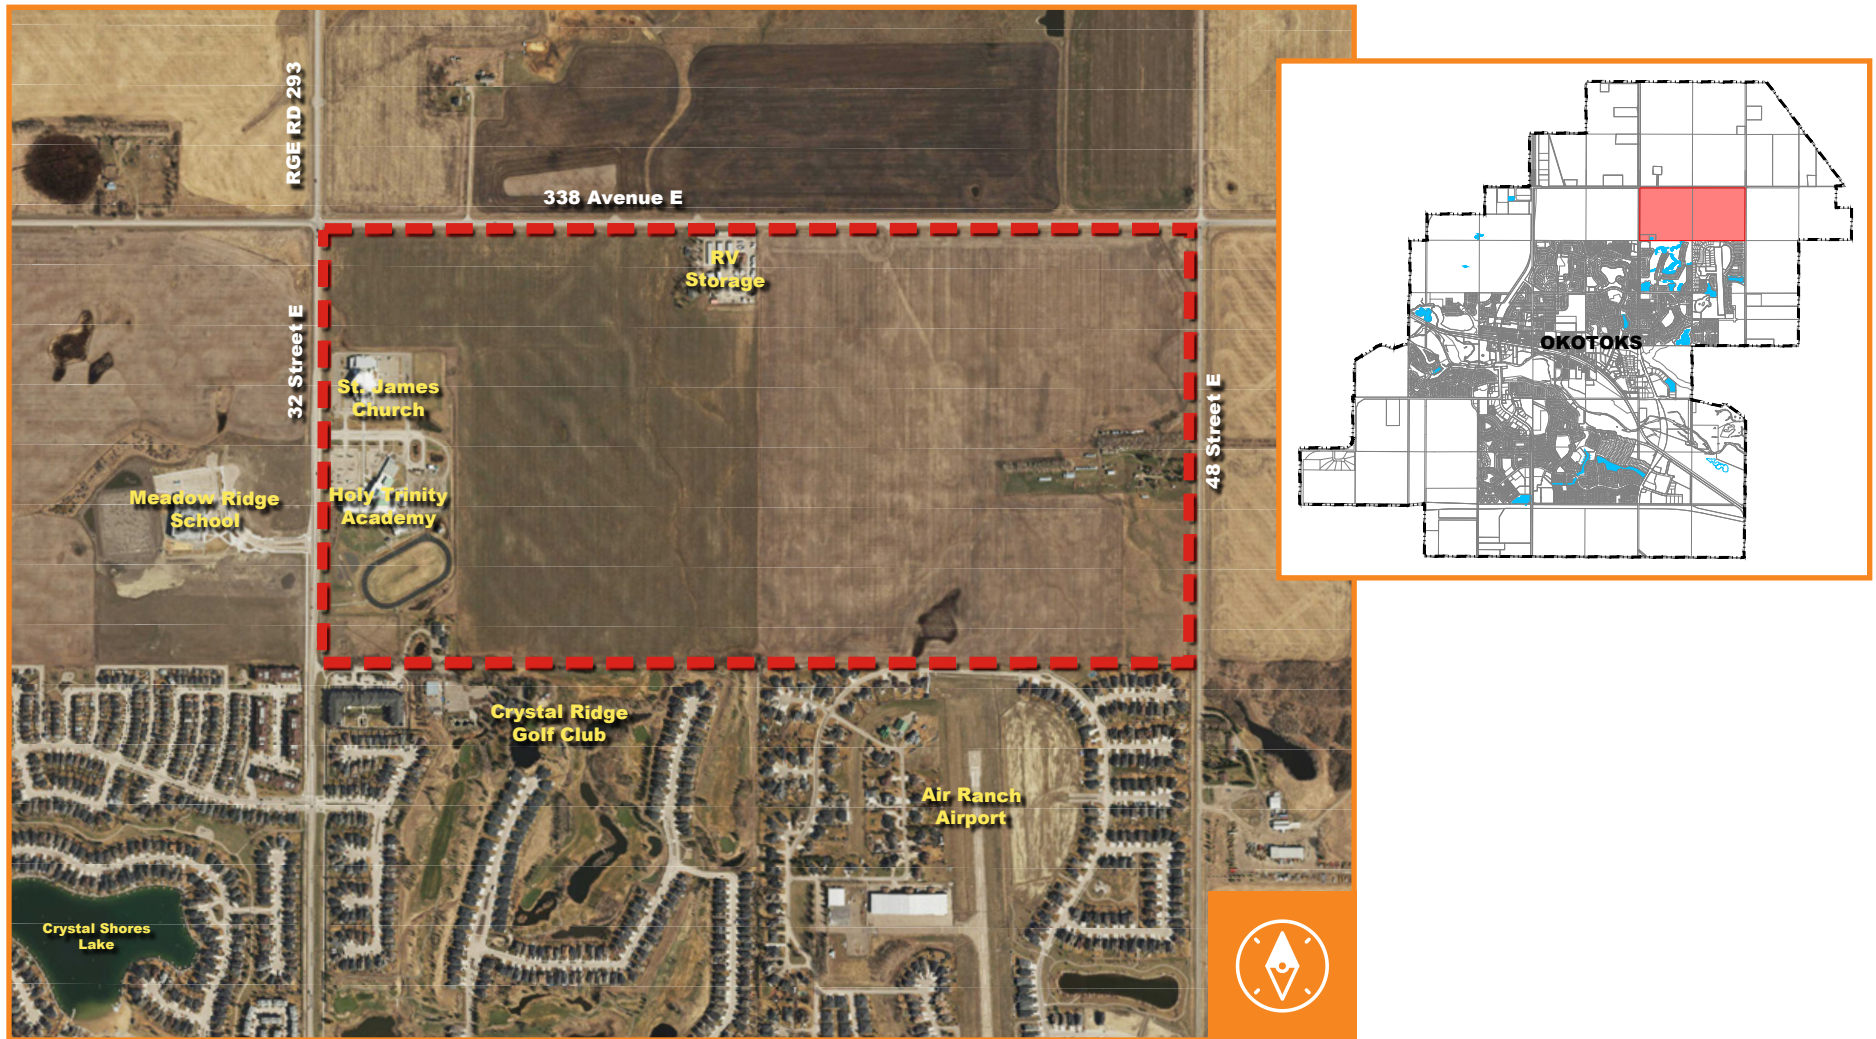 RGE RD 293
338 Avenue E
RV
Storage
32 Street E
St. James
Church
48 Street E
Meadow Ridge
School
Holy Trinity
Academy
Crystal Ridge
Golf Club
Air Ranch
Airport
Crystal Shores
Lake
OKOTOKS